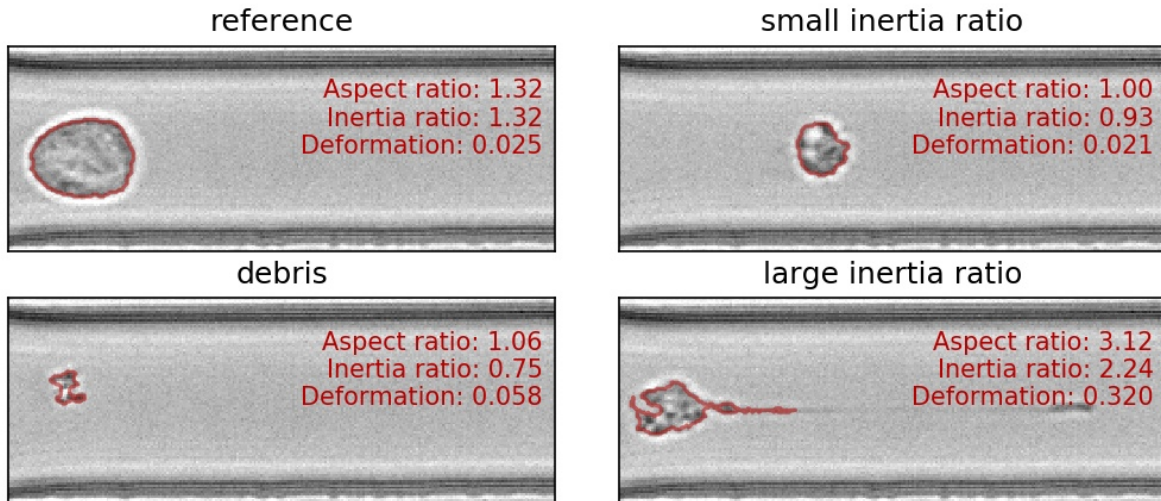 reference
Aspect ratio: 1.32
Inertia ratio: 1.32
Deformation: 0.025
small inertia ratio
Aspect ratio: 1.00
Inertia ratio: 0.93
Deformation: 0.021
debris
Aspect ratio: 1.06
Inertia ratio: 0.75
Deformation: 0.058
large inertia ratio
Aspect ratio: 3.12
Inertia ratio: 2.24
Deformation: 0.320